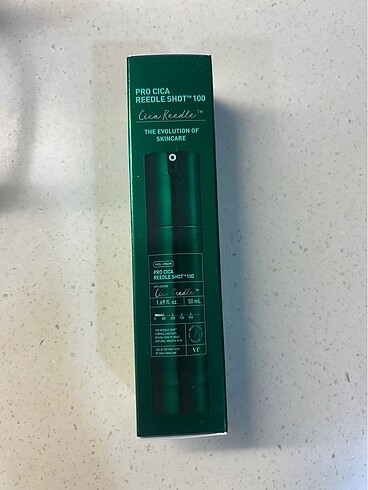 PRO CICA
REEDLE SHOT™ 100
Cica Reedle™
THE EVOLUTION OF
SKINCARE
PRO CICA
REEDLE SHOT™ 100
Cica Reedle™
1.69 fl. oz. 50 mL
VT